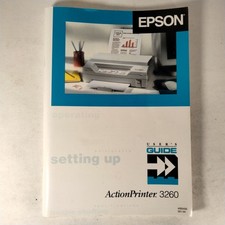 EPSON
USER'S
GUIDE
setting up
ActionPrinter 3260